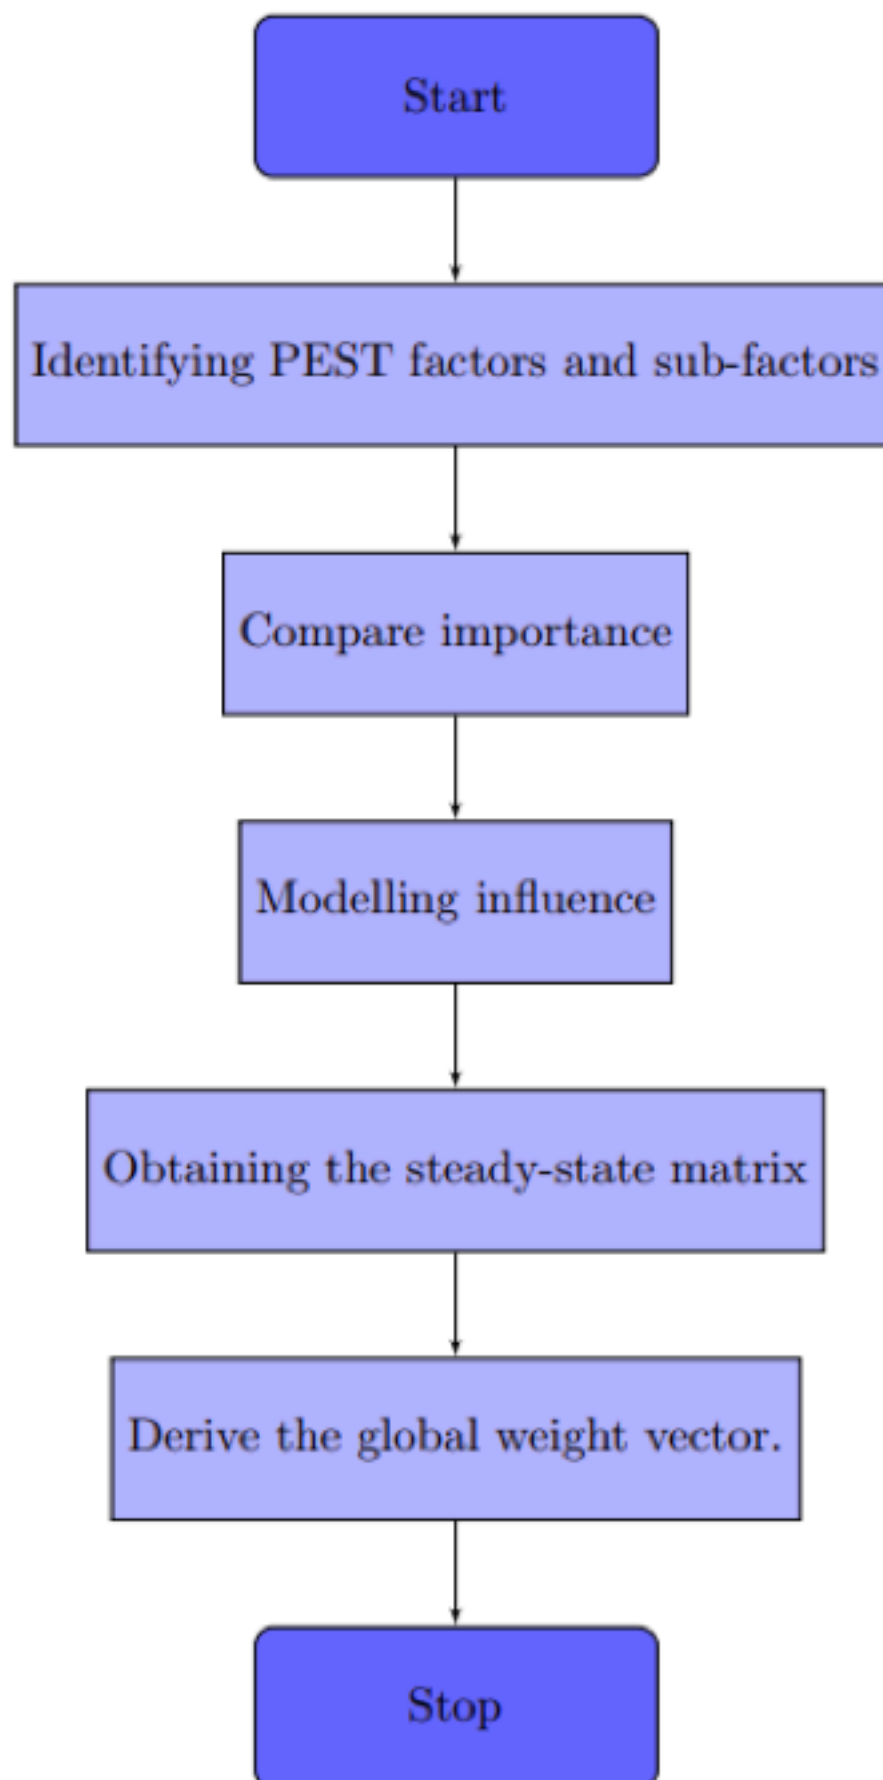 Start
Identifying PEST factors and sub-factors
Compare importance
Modelling influence
Obtaining the steady-state matrix
Derive the global weight vector.
Stop